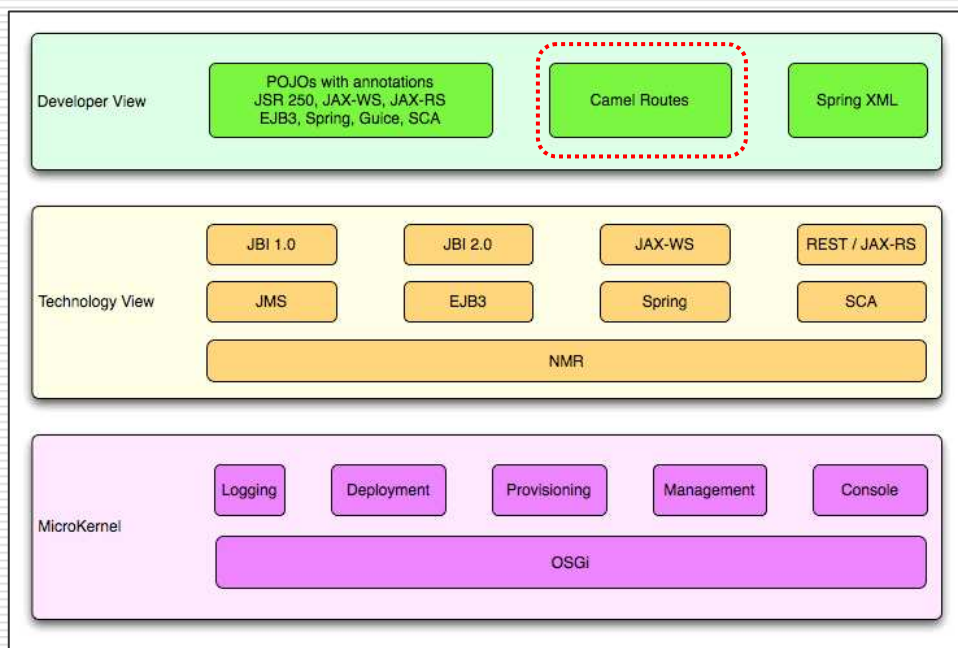 Developer View
POJOs with annotations
JSR 250, JAX-WS, JAX-RS
EJB3, Spring, Guice, SCA
Camel Routes
Spring XML
Technology View
JBI 1.0
JBI 2.0
JAX-WS
REST / JAX-RS
JMS
EJB3
Spring
SCA
NMR
MicroKernel
Logging
Deployment
Provisioning
Management
Console
OSGi